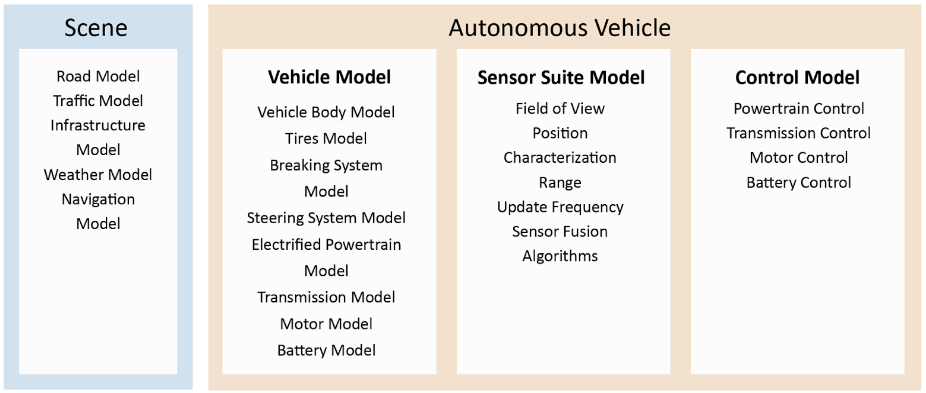 Scene
Road Model
Traffic Model
Infrastructure
Model
Weather Model
Navigation
Model
Autonomous Vehicle
Vehicle Model
Vehicle Body Model
Tires Model
Breaking System
Model
Steering System Model
Electrified Powertrain
Model
Transmission Model
Motor Model
Battery Model
Sensor Suite Model
Field of View
Position
Characterization
Range
Update Frequency
Sensor Fusion
Algorithms
Control Model
Powertrain Control
Transmission Control
Motor Control
Battery Control